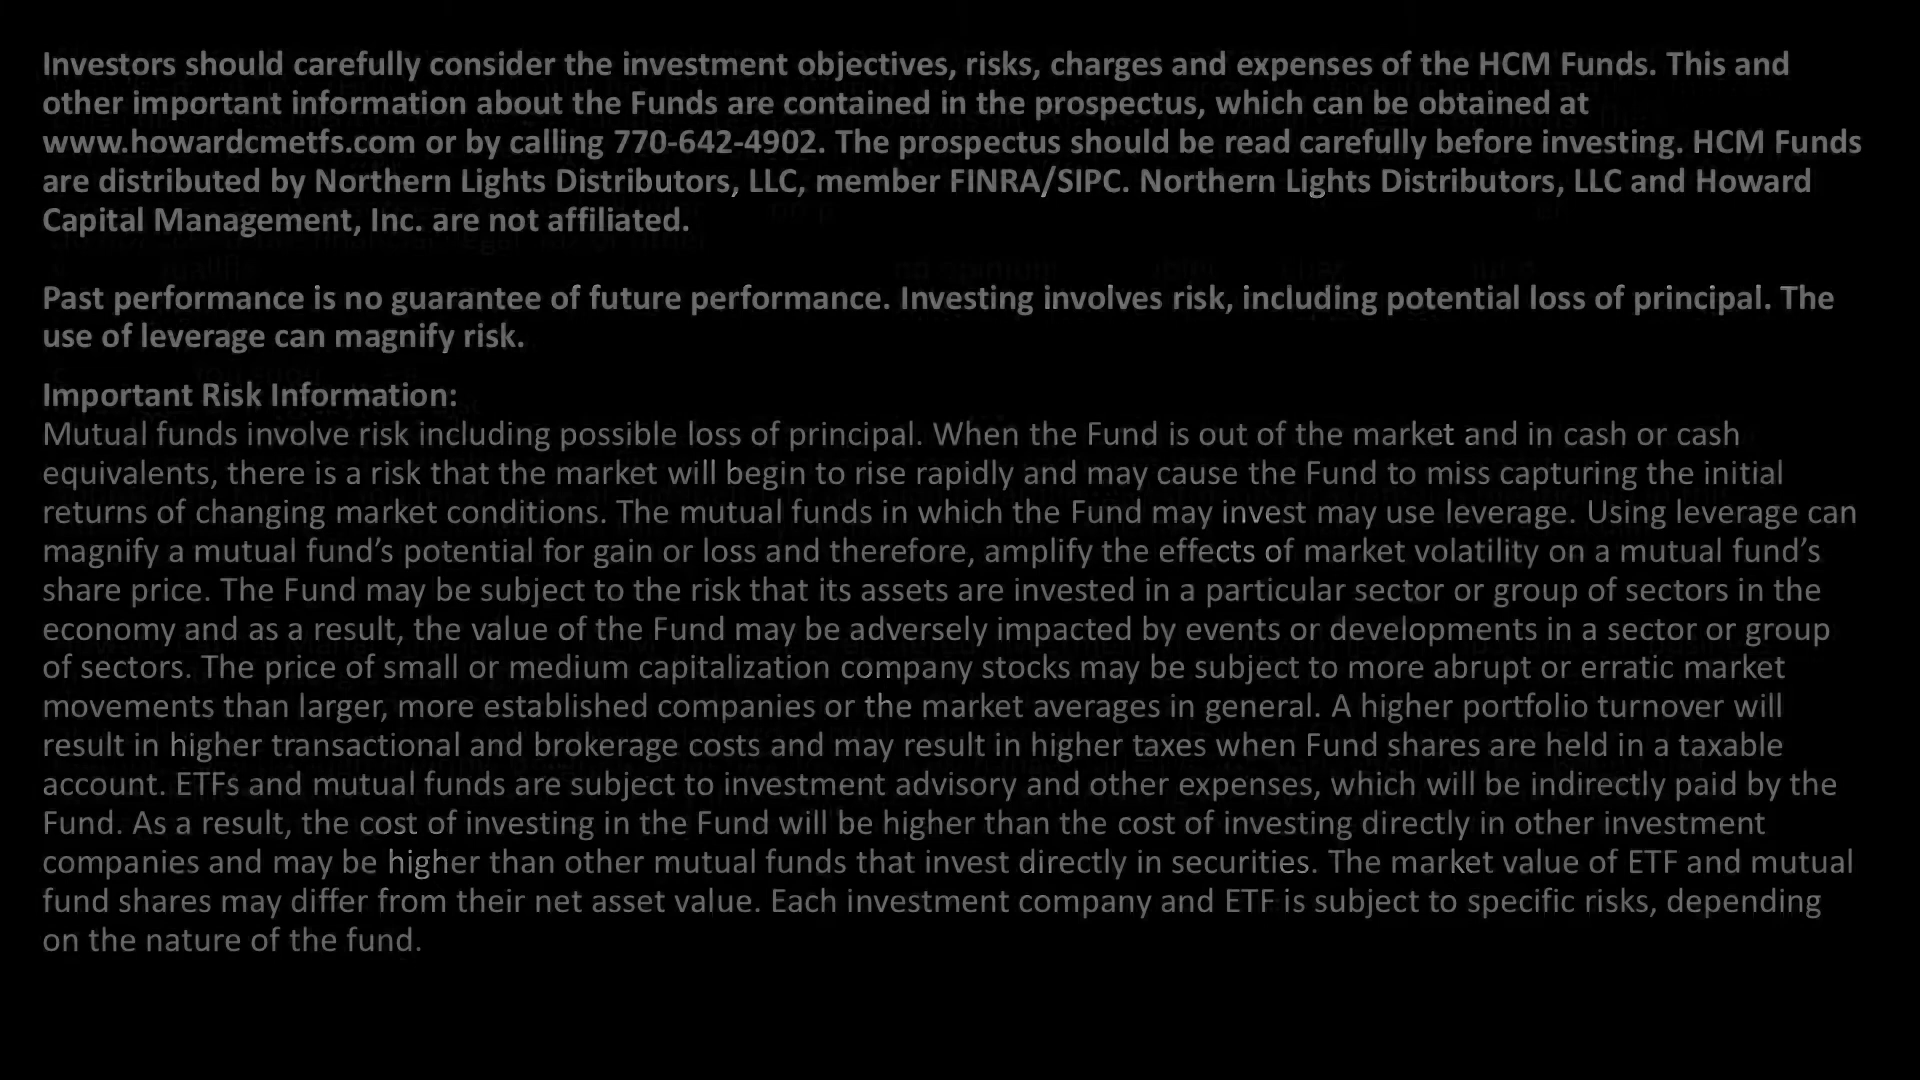 Investors should carefully consider the investment objectives, risks, charges and expenses of the HCM Funds. This and
other important information about the Funds are contained in the prospectus, which can be obtained at
www.howardcmetfs.com or by calling 770-642-4902. The prospectus should be read carefully before investing. HCM Funds
are distributed by Northern Lights Distributors, LLC, member FINRA/SIPC. Northern Lights Distributors, LLC and Howard
Capital Management, Inc. are not affiliated.
Past performance is no guarantee of future performance. Investing involves risk, including potential loss of principal. The
use of leverage can magnify risk.
Important Risk Information:
Mutual funds involve risk including possible loss of principal. When the Fund is out of the market and in cash or cash
equivalents, there is a risk that the market will begin to rise rapidly and may cause the Fund to miss capturing the initial
returns of changing market conditions. The mutual funds in which the Fund may invest may use leverage. Using leverage can
magnify a mutual fund’s potential for gain or loss and therefore, amplify the effects of market volatility on a mutual fund’s
share price. The Fund may be subject to the risk that its assets are invested in a particular sector or group of sectors in the
economy and as a result, the value of the Fund may be adversely impacted by events or developments in a sector or group
of sectors. The price of small or medium capitalization company stocks may be subject to more abrupt or erratic market
movements than larger, more established companies or the market averages in general. A higher portfolio turnover will
result in higher transactional and brokerage costs and may result in higher taxes when Fund shares are held in a taxable
account. ETFs and mutual funds are subject to investment advisory and other expenses, which will be indirectly paid by the
Fund. As a result, the cost of investing in the Fund will be higher than the cost of investing directly in other investment
companies and may be higher than other mutual funds that invest directly in securities. The market value of ETF and mutual
fund shares may differ from their net asset value. Each investment company and ETF is subject to specific risks, depending
on the nature of the fund.